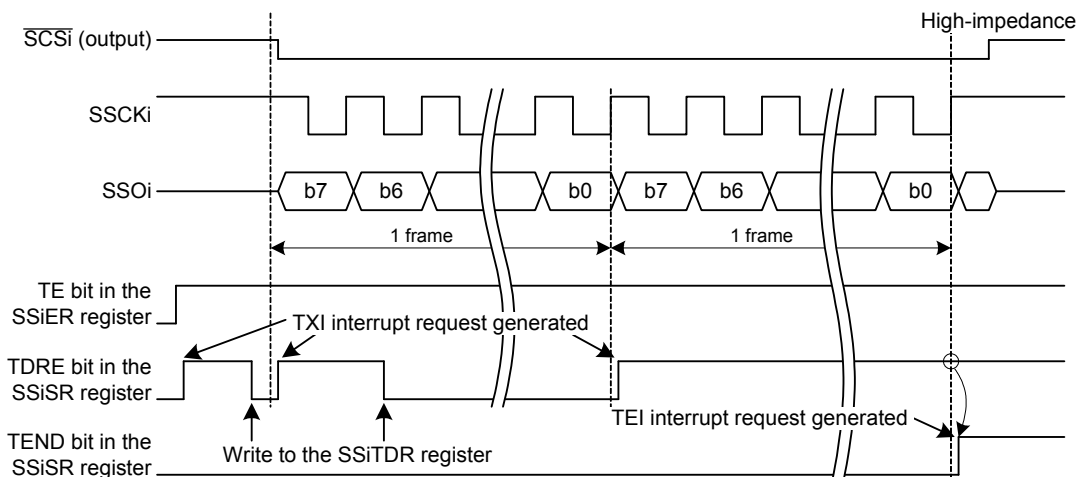 High-impedance
SCSi (output)
SSCKi
SSOi
b7 b6 b0 b7 b6 b0
1 frame 1 frame
TE bit in the
SSiER register
TXI interrupt request generated
TDRE bit in the
SSiSR register
TEI interrupt request generated
Write to the SSiTDR register
TEND bit in the
SSiSR register